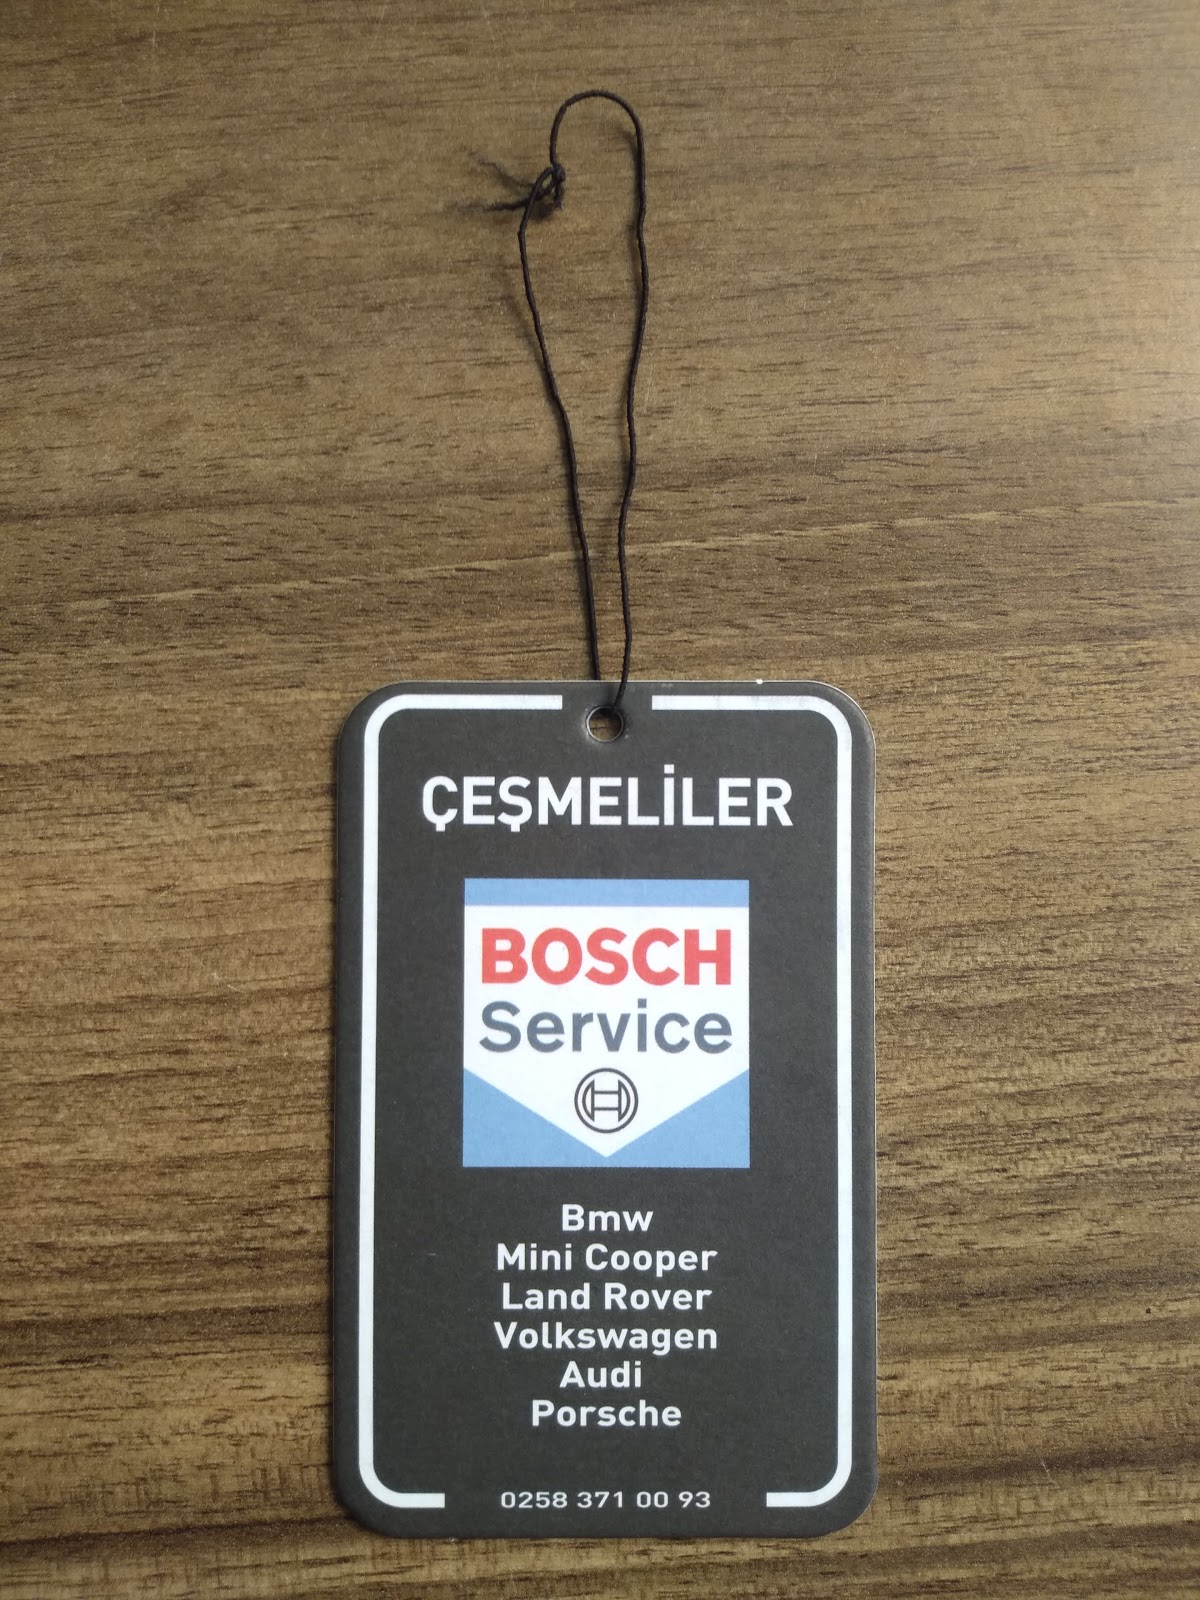 ÇEŞMELİLER
BOSCH
Service
Bmw
Mini Cooper
Land Rover
Volkswagen
Audi
Porsche
0258 371 00 93